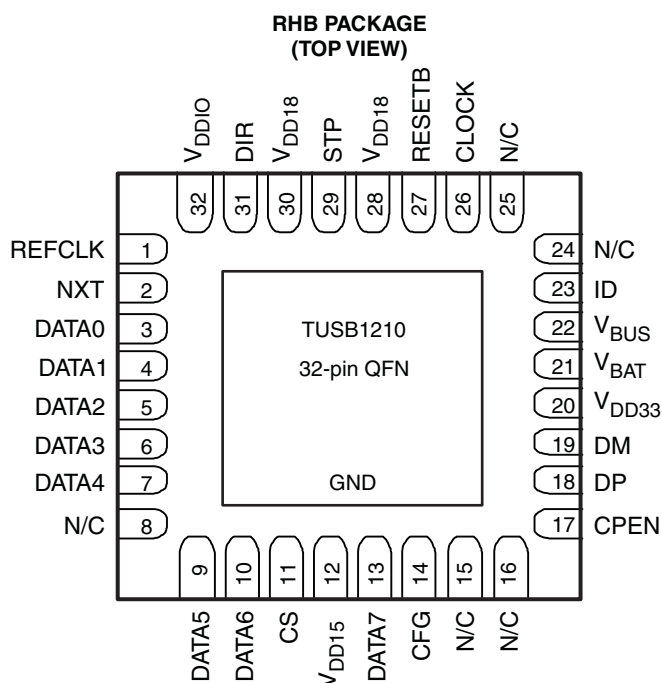 RHB PACKAGE
(TOP VIEW)
VDDIO
DIR
VDD18
STP
VDD18
RESETB
CLOCK
N/C
32
31
30
29
28
27
26
25
REFCLK 1
NXT 2
DATA0 3
DATA1 4
DATA2 5
DATA3 6
DATA4 7
N/C 8
TUSB1210
32-pin QFN
GND
24 N/C
23 ID
22 VBUS
21 VBAT
20 VDD33
19 DM
18 DP
17 CPEN
9
10
11
12
13
14
15
16
DATA5
DATA6
CS
VDD15
DATA7
CFG
N/C
N/C